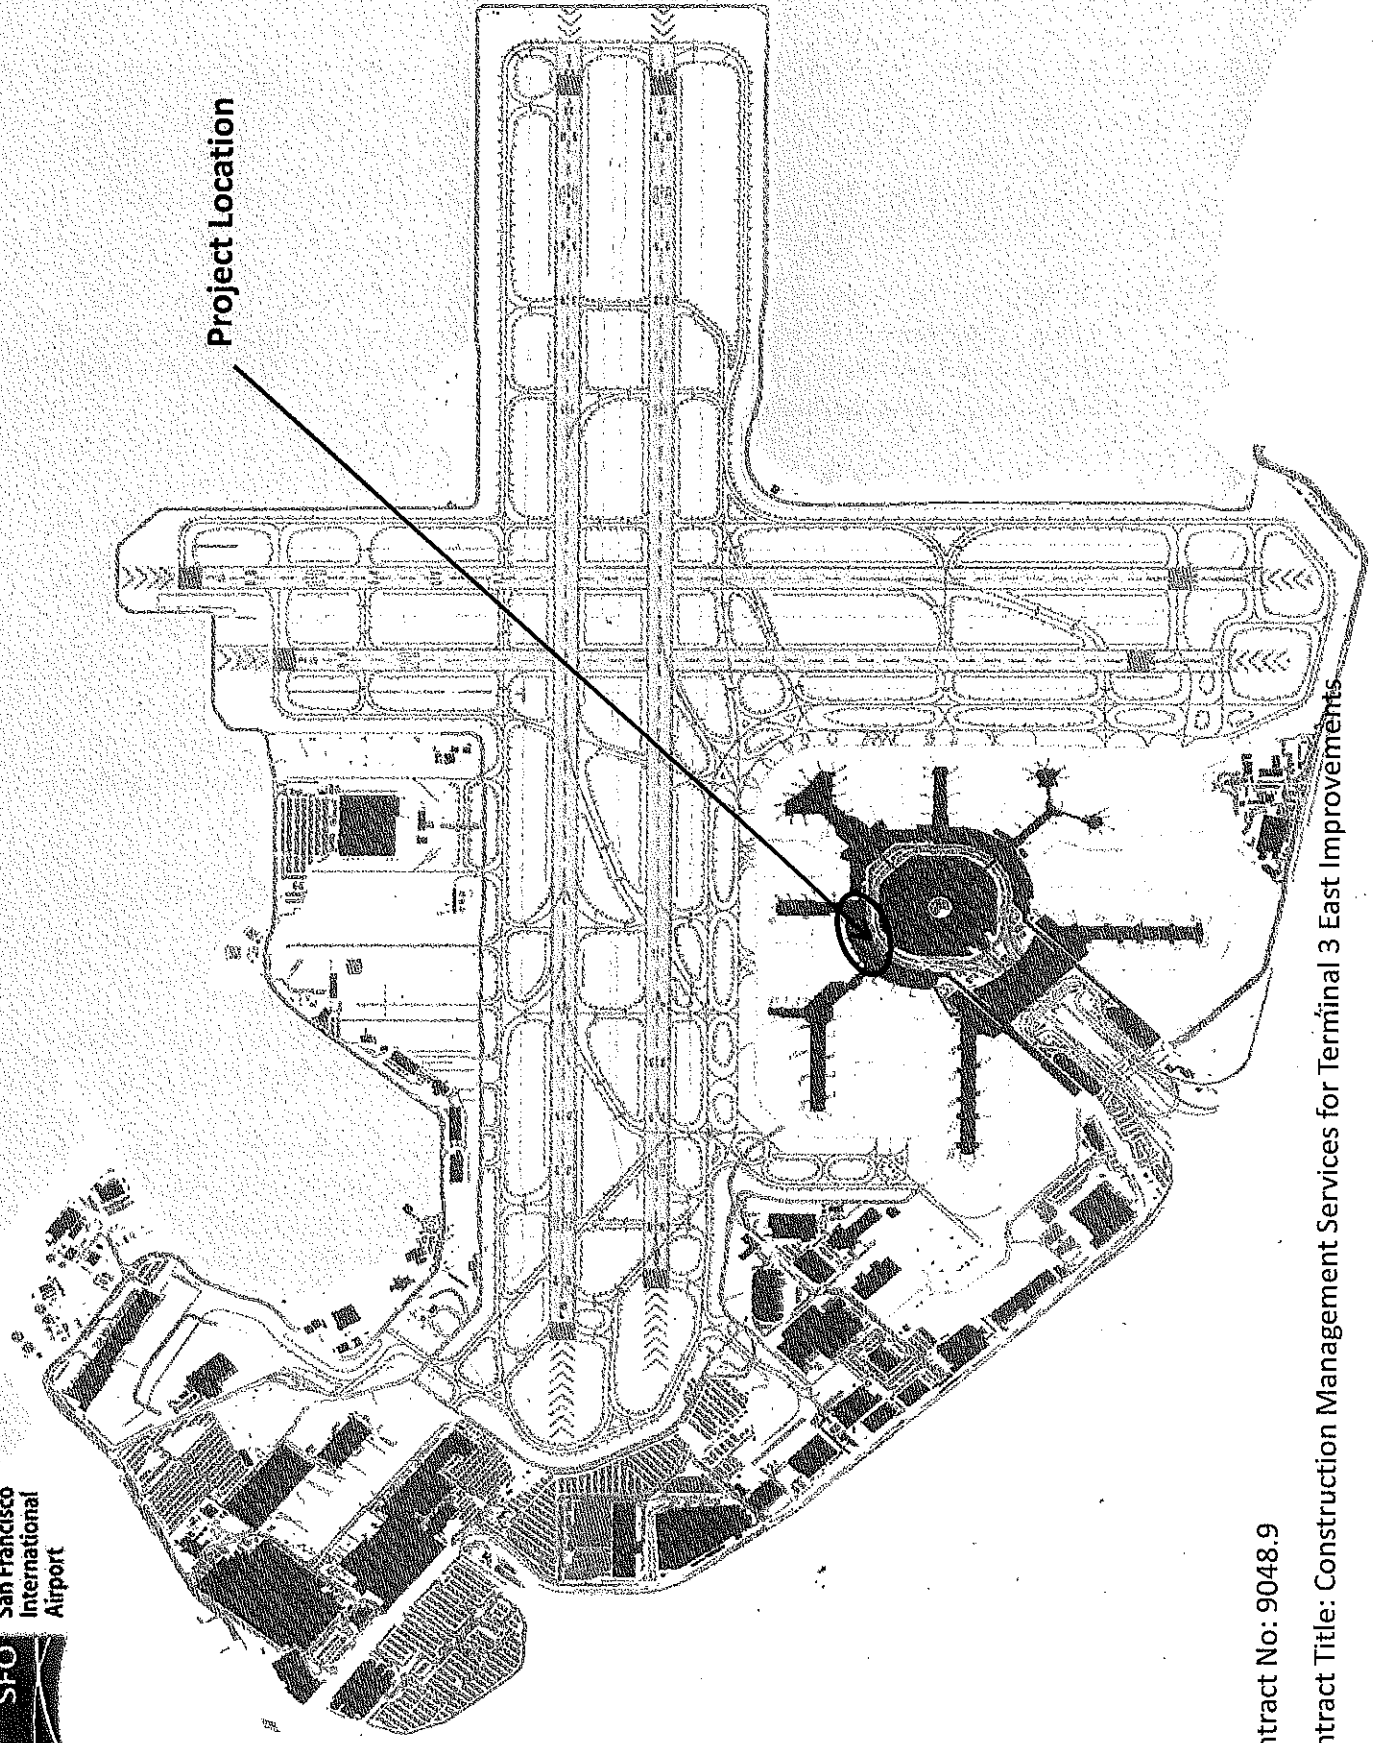 SFO
San Francisco
International
Airport
Project Location
ntract No: 9048.9
ntract Title: Construction Management Services for Terminal 3 East Improvements